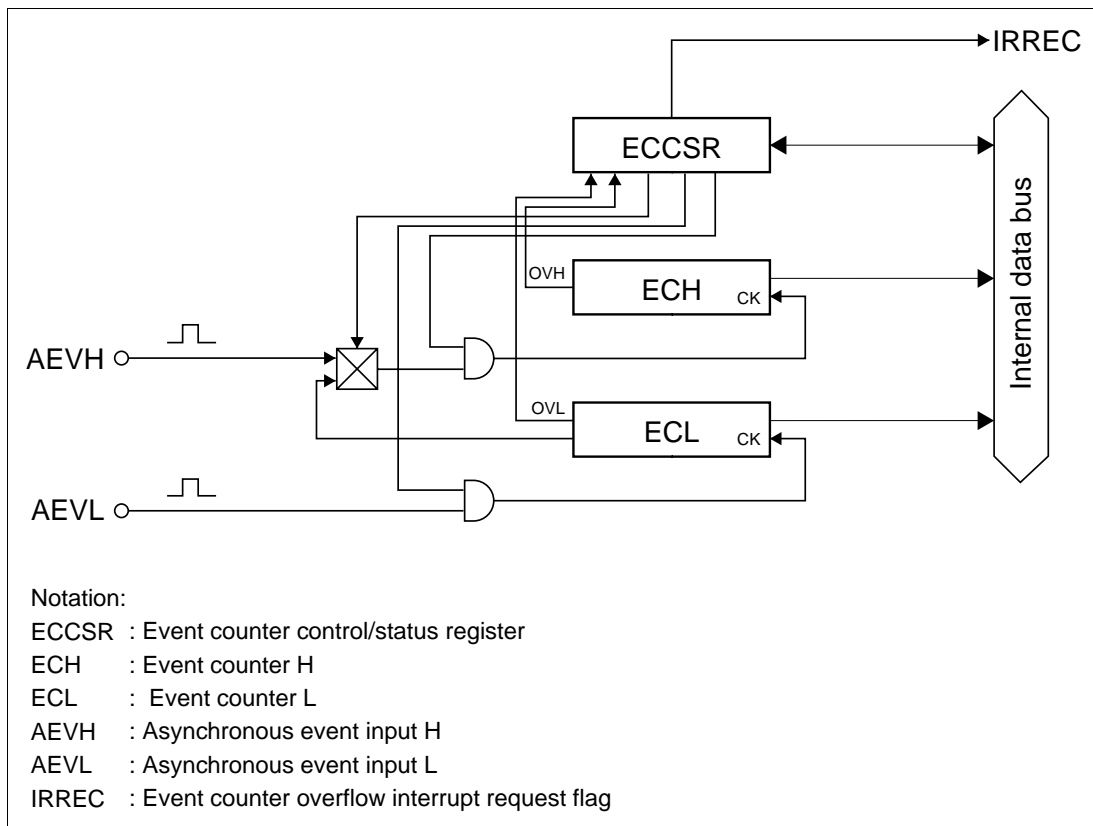 IRREC
ECCSR
Internal data bus
OVH
ECH
CK
AEVH
OVL
ECL
CK
AEVL
Notation:
ECCSR : Event counter control/status register
ECH : Event counter H
ECL : Event counter L
AEVH : Asynchronous event input H
AEVL : Asynchronous event input L
IRREC : Event counter overflow interrupt request flag